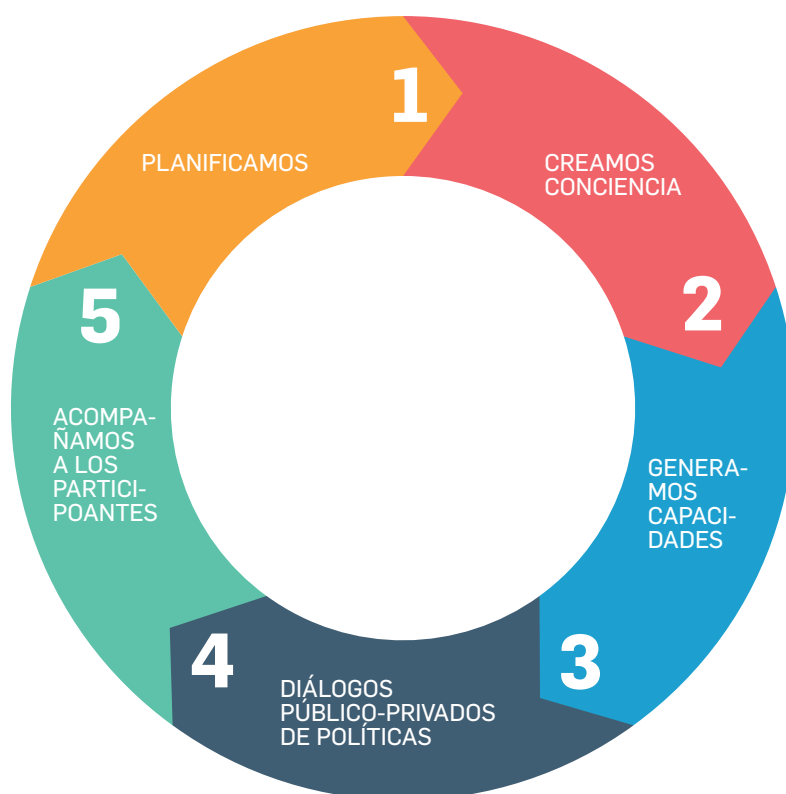 1
PLANIFICAMOS
CREAMOS
CONCIENCIA
2
GENERA-
MOS
CAPACI-
DADES
3
DIÁLOGOS
PÚBLICO-PRIVADOS
DE POLÍTICAS
4
ACOMPA-
ÑAMOS
A LOS
PARTICI-
POANTES
5